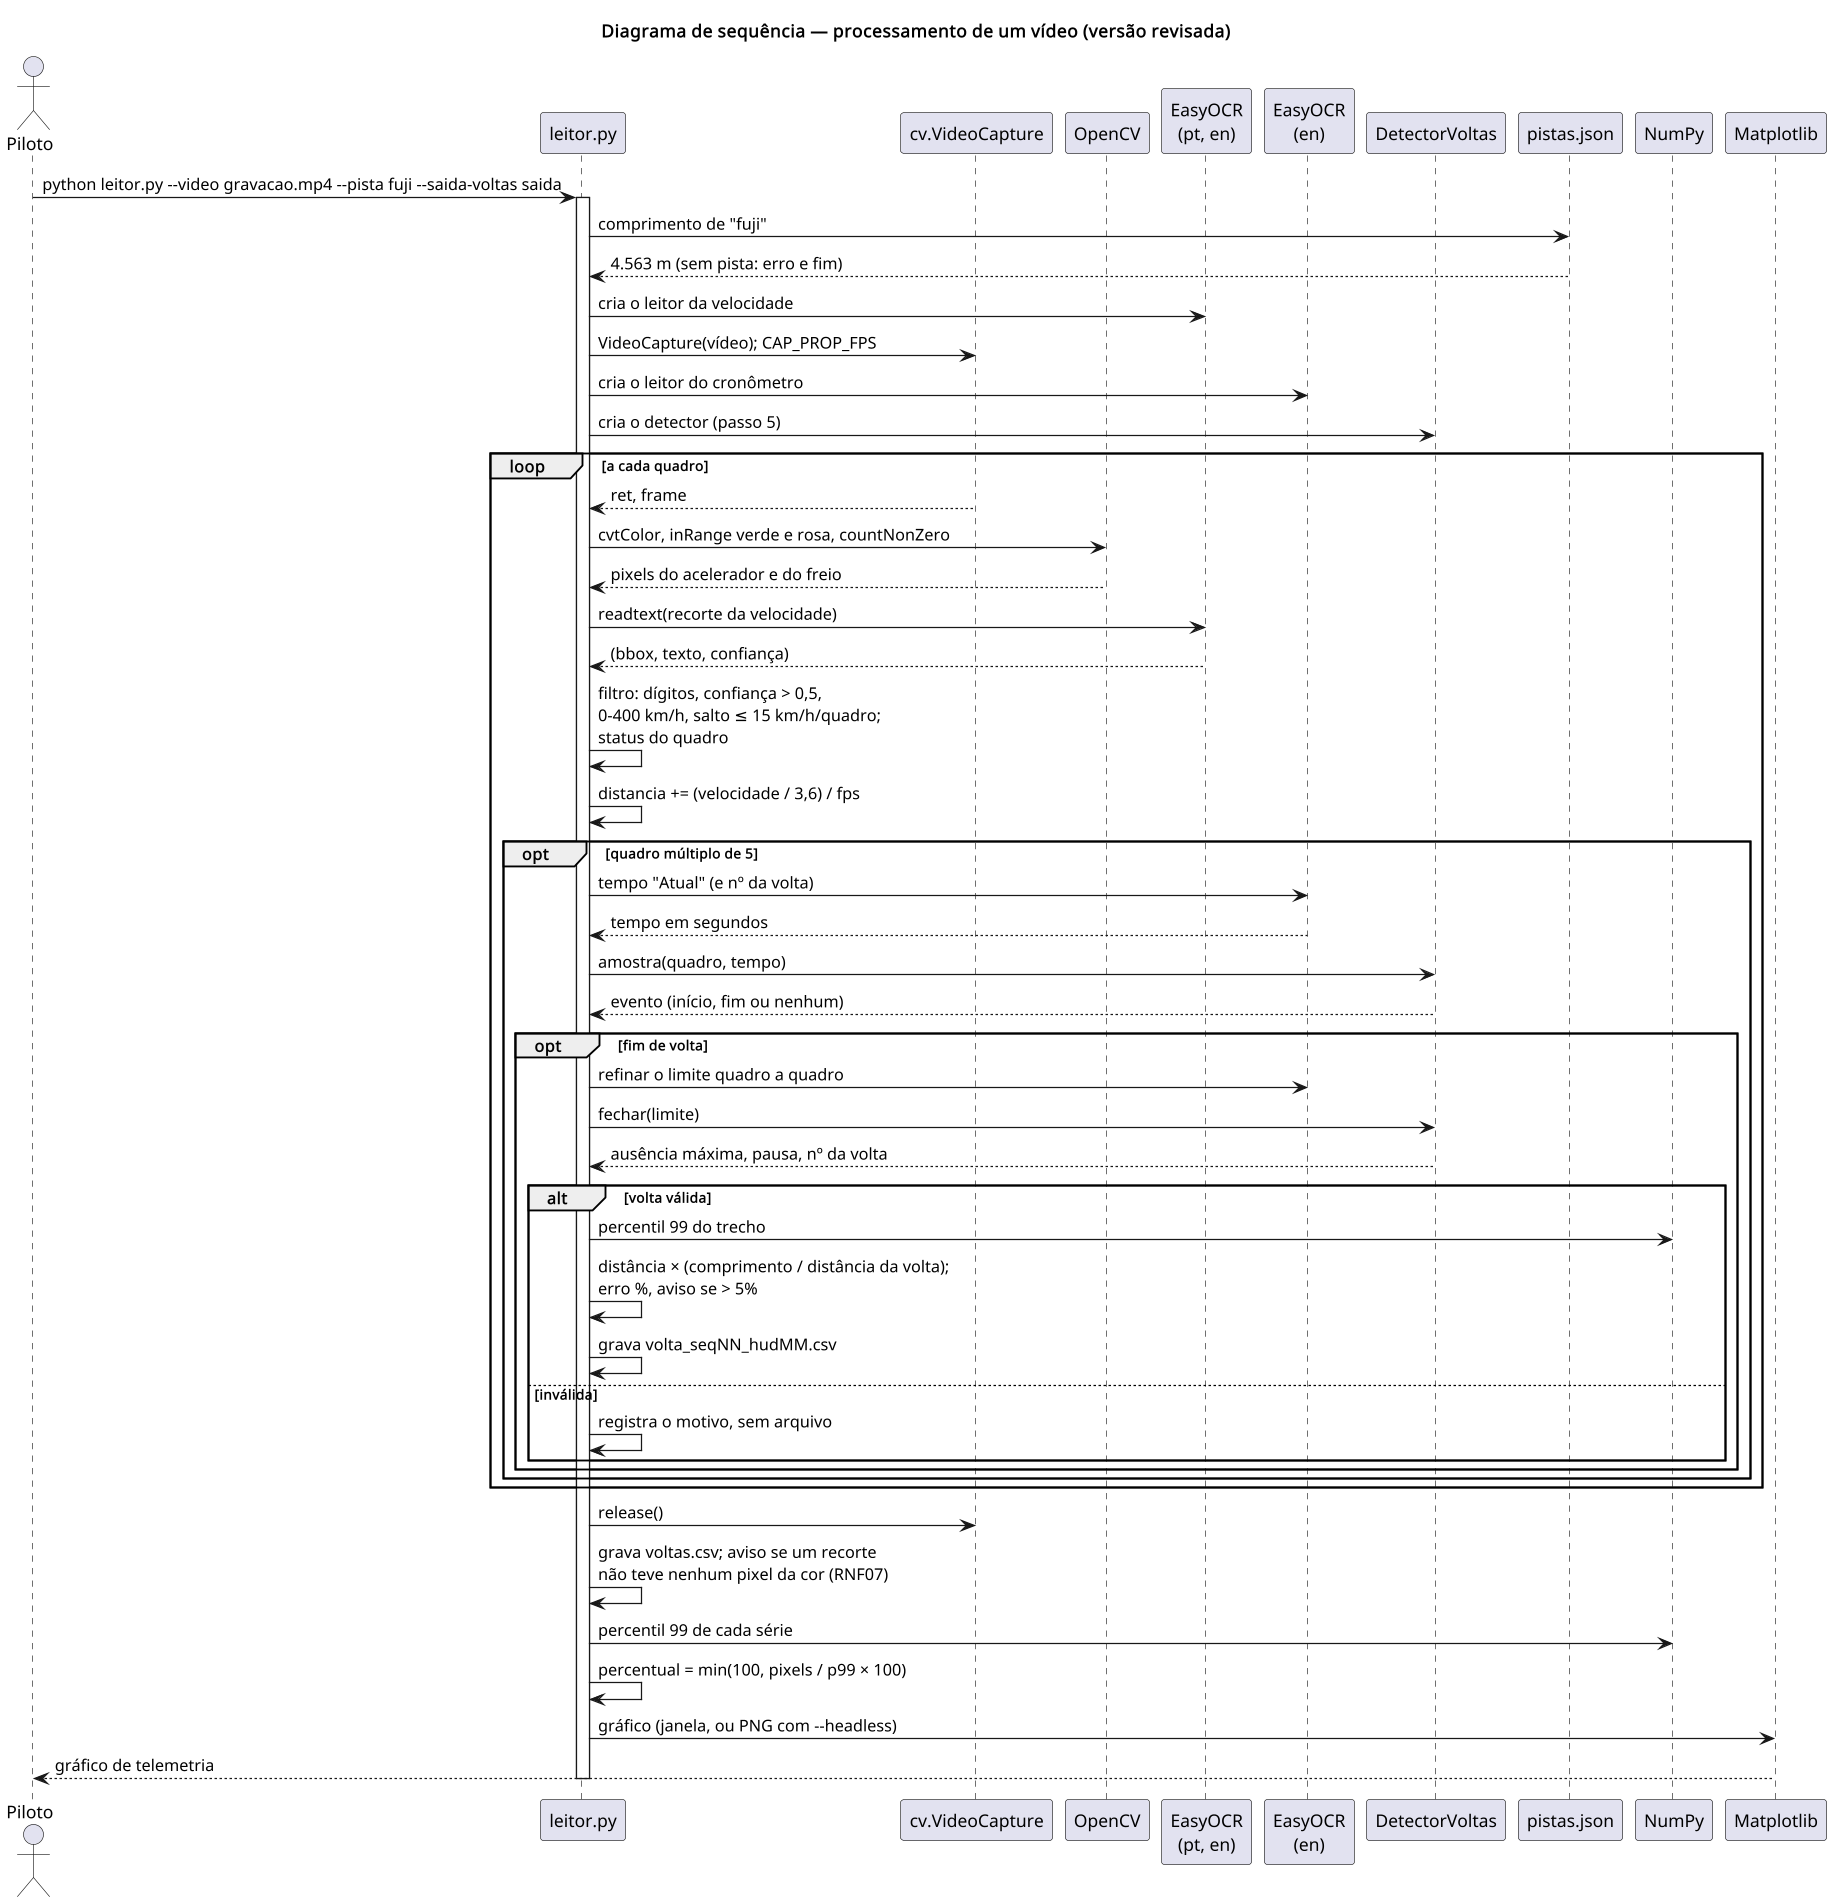 Diagrama de sequência — processamento de um vídeo (versão revisada)
Piloto
leitor.py
cv.VideoCapture
OpenCV
EasyOCR
(pt, en)
EasyOCR
(en)
DetectorVoltas
pistas.json
NumPy
Matplotlib
python leitor.py --video gravacao.mp4 --pista fuji --saida-voltas saida
comprimento de "fuji"
4.563 m (sem pista: erro e fim)
cria o leitor da velocidade
VideoCapture(vídeo); CAP_PROP_FPS
cria o leitor do cronômetro
cria o detector (passo 5)
loop
[a cada quadro]
ret, frame
cvtColor, inRange verde e rosa, countNonZero
pixels do acelerador e do freio
readtext(recorte da velocidade)
(bbox, texto, confiança)
filtro: dígitos, confiança > 0,5,
0-400 km/h, salto ≤ 15 km/h/quadro;
status do quadro
distancia += (velocidade / 3,6) / fps
opt
[quadro múltiplo de 5]
tempo "Atual" (e nº da volta)
tempo em segundos
amostra(quadro, tempo)
evento (início, fim ou nenhum)
opt
[fim de volta]
refinar o limite quadro a quadro
fechar(limite)
ausência máxima, pausa, nº da volta
alt
[volta válida]
percentil 99 do trecho
distância × (comprimento / distância da volta);
erro %, aviso se > 5%
grava volta_seqNN_hudMM.csv
[inválida]
registra o motivo, sem arquivo
release()
grava voltas.csv; aviso se um recorte
não teve nenhum pixel da cor (RNF07)
percentil 99 de cada série
percentual = min(100, pixels / p99 × 100)
gráfico (janela, ou PNG com --headless)
gráfico de telemetria
Piloto
leitor.py
cv.VideoCapture
OpenCV
EasyOCR
(pt, en)
EasyOCR
(en)
DetectorVoltas
pistas.json
NumPy
Matplotlib